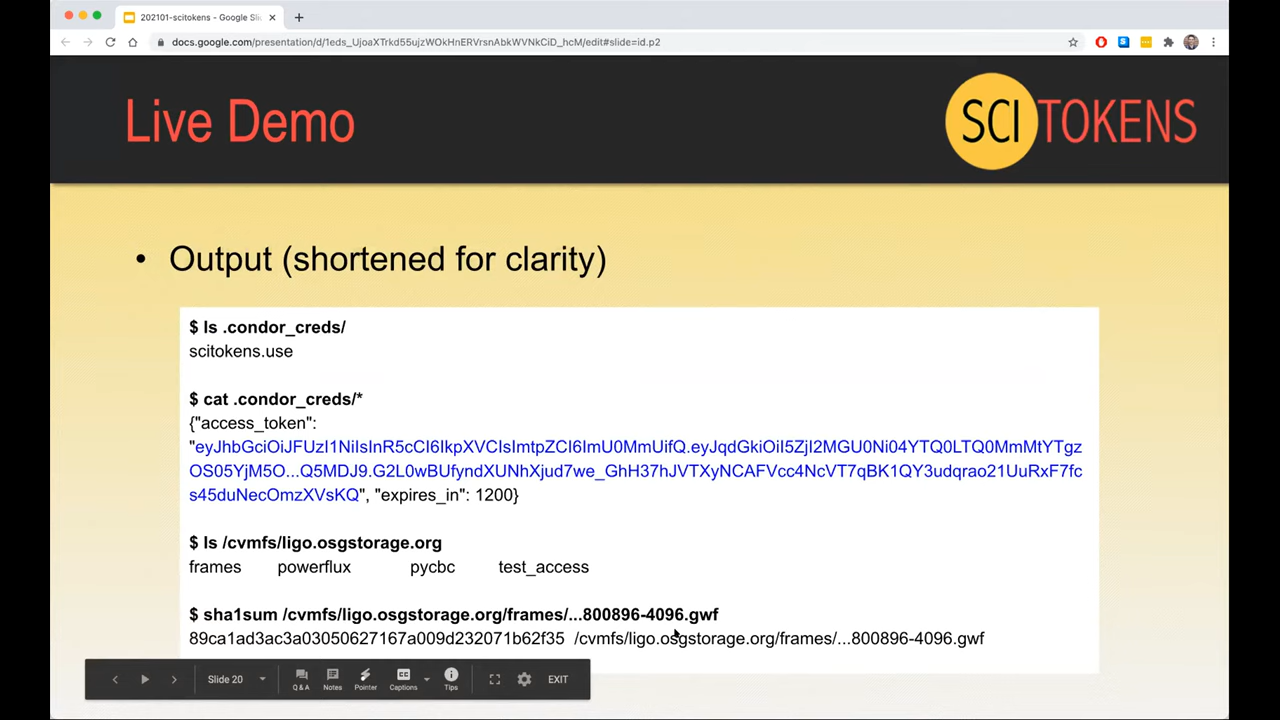 202101-scitokens - Google Sli
docs.google.com/presentation/d/1eds_UjoaXTrkd55ujzWOkHnERVrsnAbkWVNkCiD_hcM/edit#slide=id.p2
Live Demo
SCITOKENS
• Output (shortened for clarity)
$ ls .condor_creds/
scitokens.use
$ cat .condor_creds/*
{"access_token":
"eyJhbGciOiJFUzI1NiIsInR5cCI6IkpXVCIsImtpZCI6ImU0MmUifQ.eyJqdGkiOiI5ZjI2MGU0Ni04YTQ0LTQ0MmMtYTgz
OS05YjM5O...Q5MDJ9.G2L0wBUfyndXUNhXjud7we_GhH37hJVTXyNCAFVcc4NcVT7qBK1QY3udqrao21UuRxF7fc
s45duNecOmzXVsKQ", "expires_in": 1200}
$ ls /cvmfs/ligo.osgstorage.org
frames powerflux pycbc test_access
$ sha1sum /cvmfs/ligo.osgstorage.org/frames/...800896-4096.gwf
89ca1ad3ac3a03050627167a009d232071b62f35 /cvmfs/ligo.osgstorage.org/frames/...800896-4096.gwf
Slide 20
Q & A Notes Pointer Captions Tips
EXIT